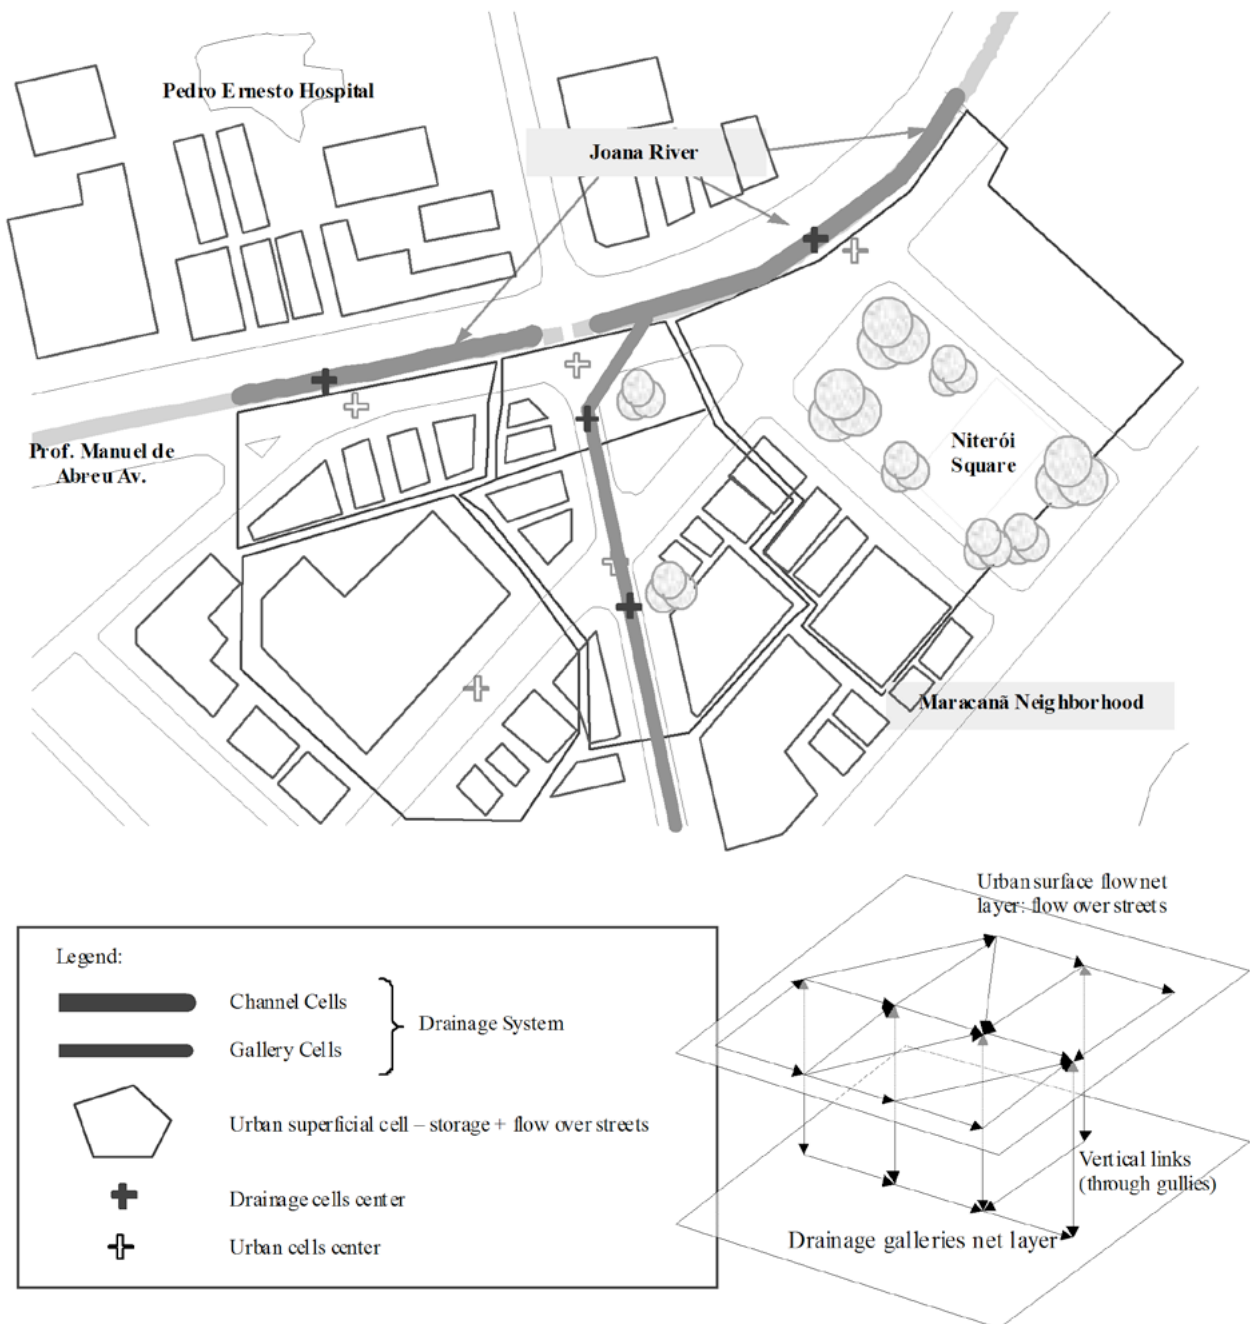 Pedro Ernesto Hospital
Joana River
Prof. Manuel de
Abreu Av.
Niterói
Square
Maracanã Neighborhood
Urban surface flow net
layer: flow over streets
Legend:
Channel Cells
Gallery Cells
Drainage System
Urban superficial cell – storage + flow over streets
Drainage cells center
Urban cells center
Vertical links
(through gullies)
Drainage galleries net layer